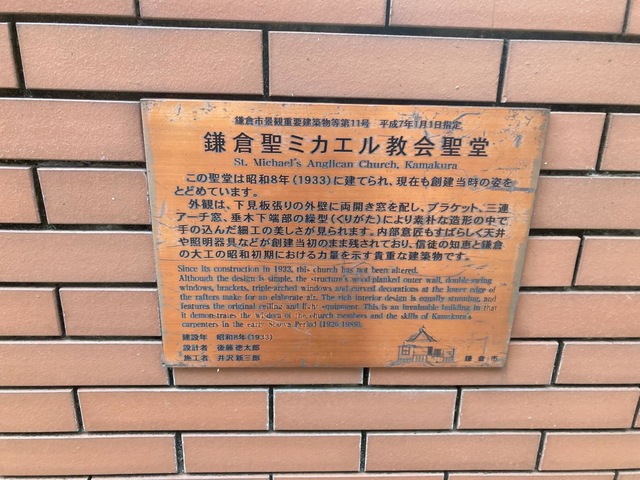 鎌倉市景観重要建築物等第11号　平成7年1月1日指定
鎌倉聖ミカエル教会聖堂
St. Michael's Anglican Church, Kamakura
この聖堂は昭和8年(1933)に建てられ、現在も創建当時の姿を
とどめています。
外観は、下見板張りの外壁に両開き窓を配し、ブラケット、三連
アーチ窓、垂木下端部の繰型(くりがた)により素朴な造形の中で
手の込んだ細工の美しさが見られます。内部意匠もすばらしく天井
や照明器具などが創建当初のまま残されており、信徒の知恵と鎌倉
の大工の昭和初期における力量を示す貴重な建築物です。
Since its construction in 1933, this church has not been altered.
Although the design is simple, the structure's wood-planked outer wall, double-swing
windows, brackets, triple-arched windows and curved decorations at the lower edge of
the rafters make for an elaborate air. The rich interior design is equally stunning, and
features the original ceiling and light equipment. This is an invaluable building in that
it demonstrates the wisdom of the church members and the skills of Kamakura's
carpenters in the early Showa Period (1926-1989).
建設年　昭和8年(1933)
設計者　後藤徳太郎
施工者　井沢新三郎
鎌倉市